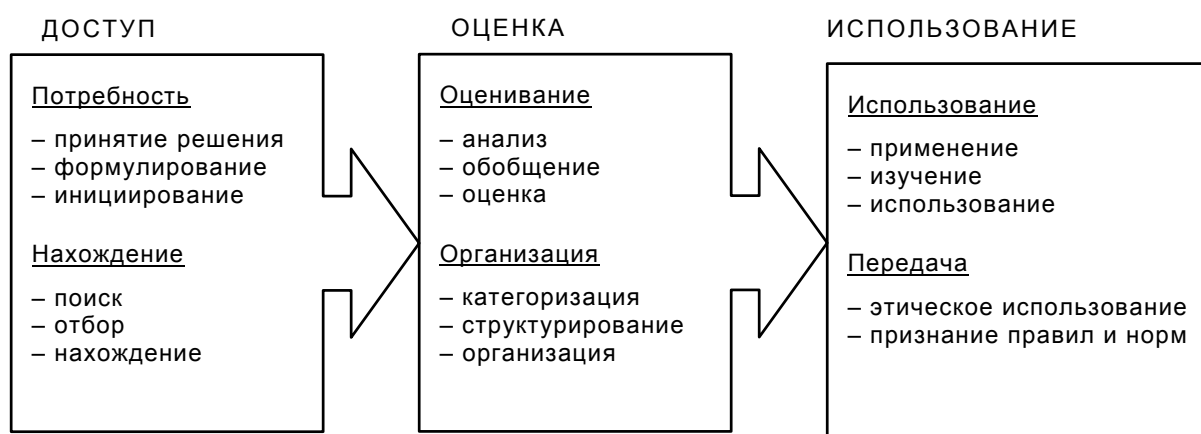 ДОСТУП
Потребность
– принятие решения
– формулирование
– инициирование
Нахождение
– поиск
– отбор
– нахождение
ОЦЕНКА
Оценивание
– анализ
– обобщение
– оценка
Организация
– категоризация
– структурирование
– организация
ИСПОЛЬЗОВАНИЕ
Использование
– применение
– изучение
– использование
Передача
– этическое использование
– признание правил и норм